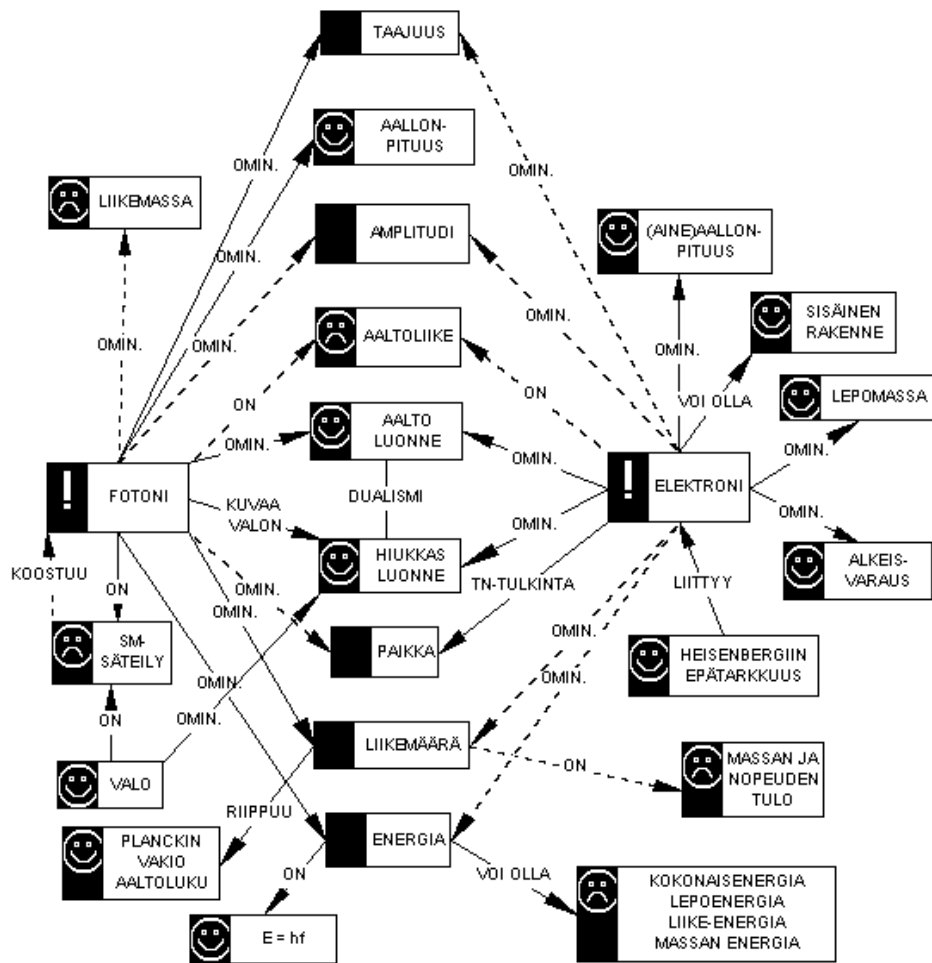 TAAJUUS
AALLON-
PITUUS
OMIN.
OMIN.
LIIKEMASSA
AMPLITUDI
(AINE)AALLON-
PITUUS
OMIN.
SISÄINEN
RAKENNE
OMIN.
OMIN.
OMIN.
AALTOLIIKE
OMIN.
VOI OLLA
LEPOMASSA
ON
ON
OMIN.
AALTO
LUONNE
OMIN.
OMIN.
! FOTONI
DUALISMI
! ELEKTRONI
KUVAA
VALON
OMIN.
OMIN.
HIUKKAS
LUONNE
ALKEIS-
VARAUS
KOOSTUU
ON
OMIN.
OMIN.
TN-TULKINTA
LIITTYY
SM-
SÄTEILY
PAIKKA
OMIN.
HEISENBERGIIN
EPÄTARKKUUS
OMIN.
OMIN.
ON
OMIN.
LIIKEMÄÄRÄ
ON
MASSAN JA
NOPEUDEN
TULO
VALO
RIIPPUU
PLANCKIN
VAKIO
AALTOLUKU
ENERGIA
ON
VOI OLLA
KOKONAISENERGIA
LEPOENERGIA
LIIKE-ENERGIA
MASSAN ENERGIA
E = hf